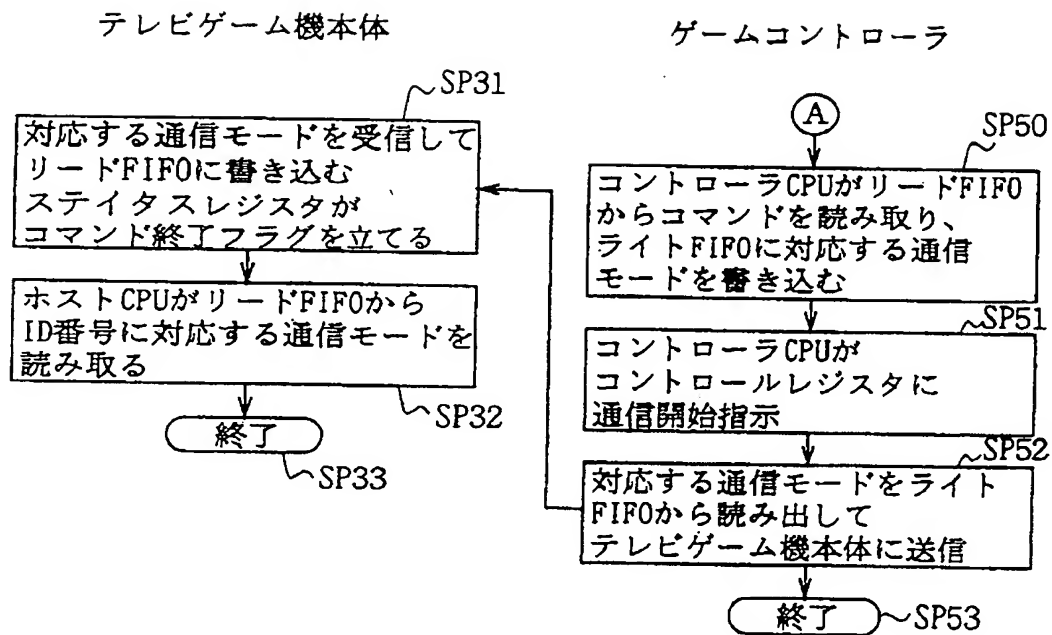 テレビゲーム機本体
SP31
対応する通信モードを受信して
リードFIFOに書き込む
ステイタスレジスタが
コマンド終了フラグを立てる
ホストCPUがリードFIFOから
ID番号に対応する通信モードを
読み取る
SP32
終了
SP33
ゲームコントローラ
A
SP50
コントローラCPUがリードFIFO
からコマンドを読み取り、
ライトFIFOに対応する通信
モードを書き込む
SP51
コントローラCPUが
コントロールレジスタに
通信開始指示
SP52
対応する通信モードをライト
FIFOから読み出して
テレビゲーム機本体に送信
終了
SP53